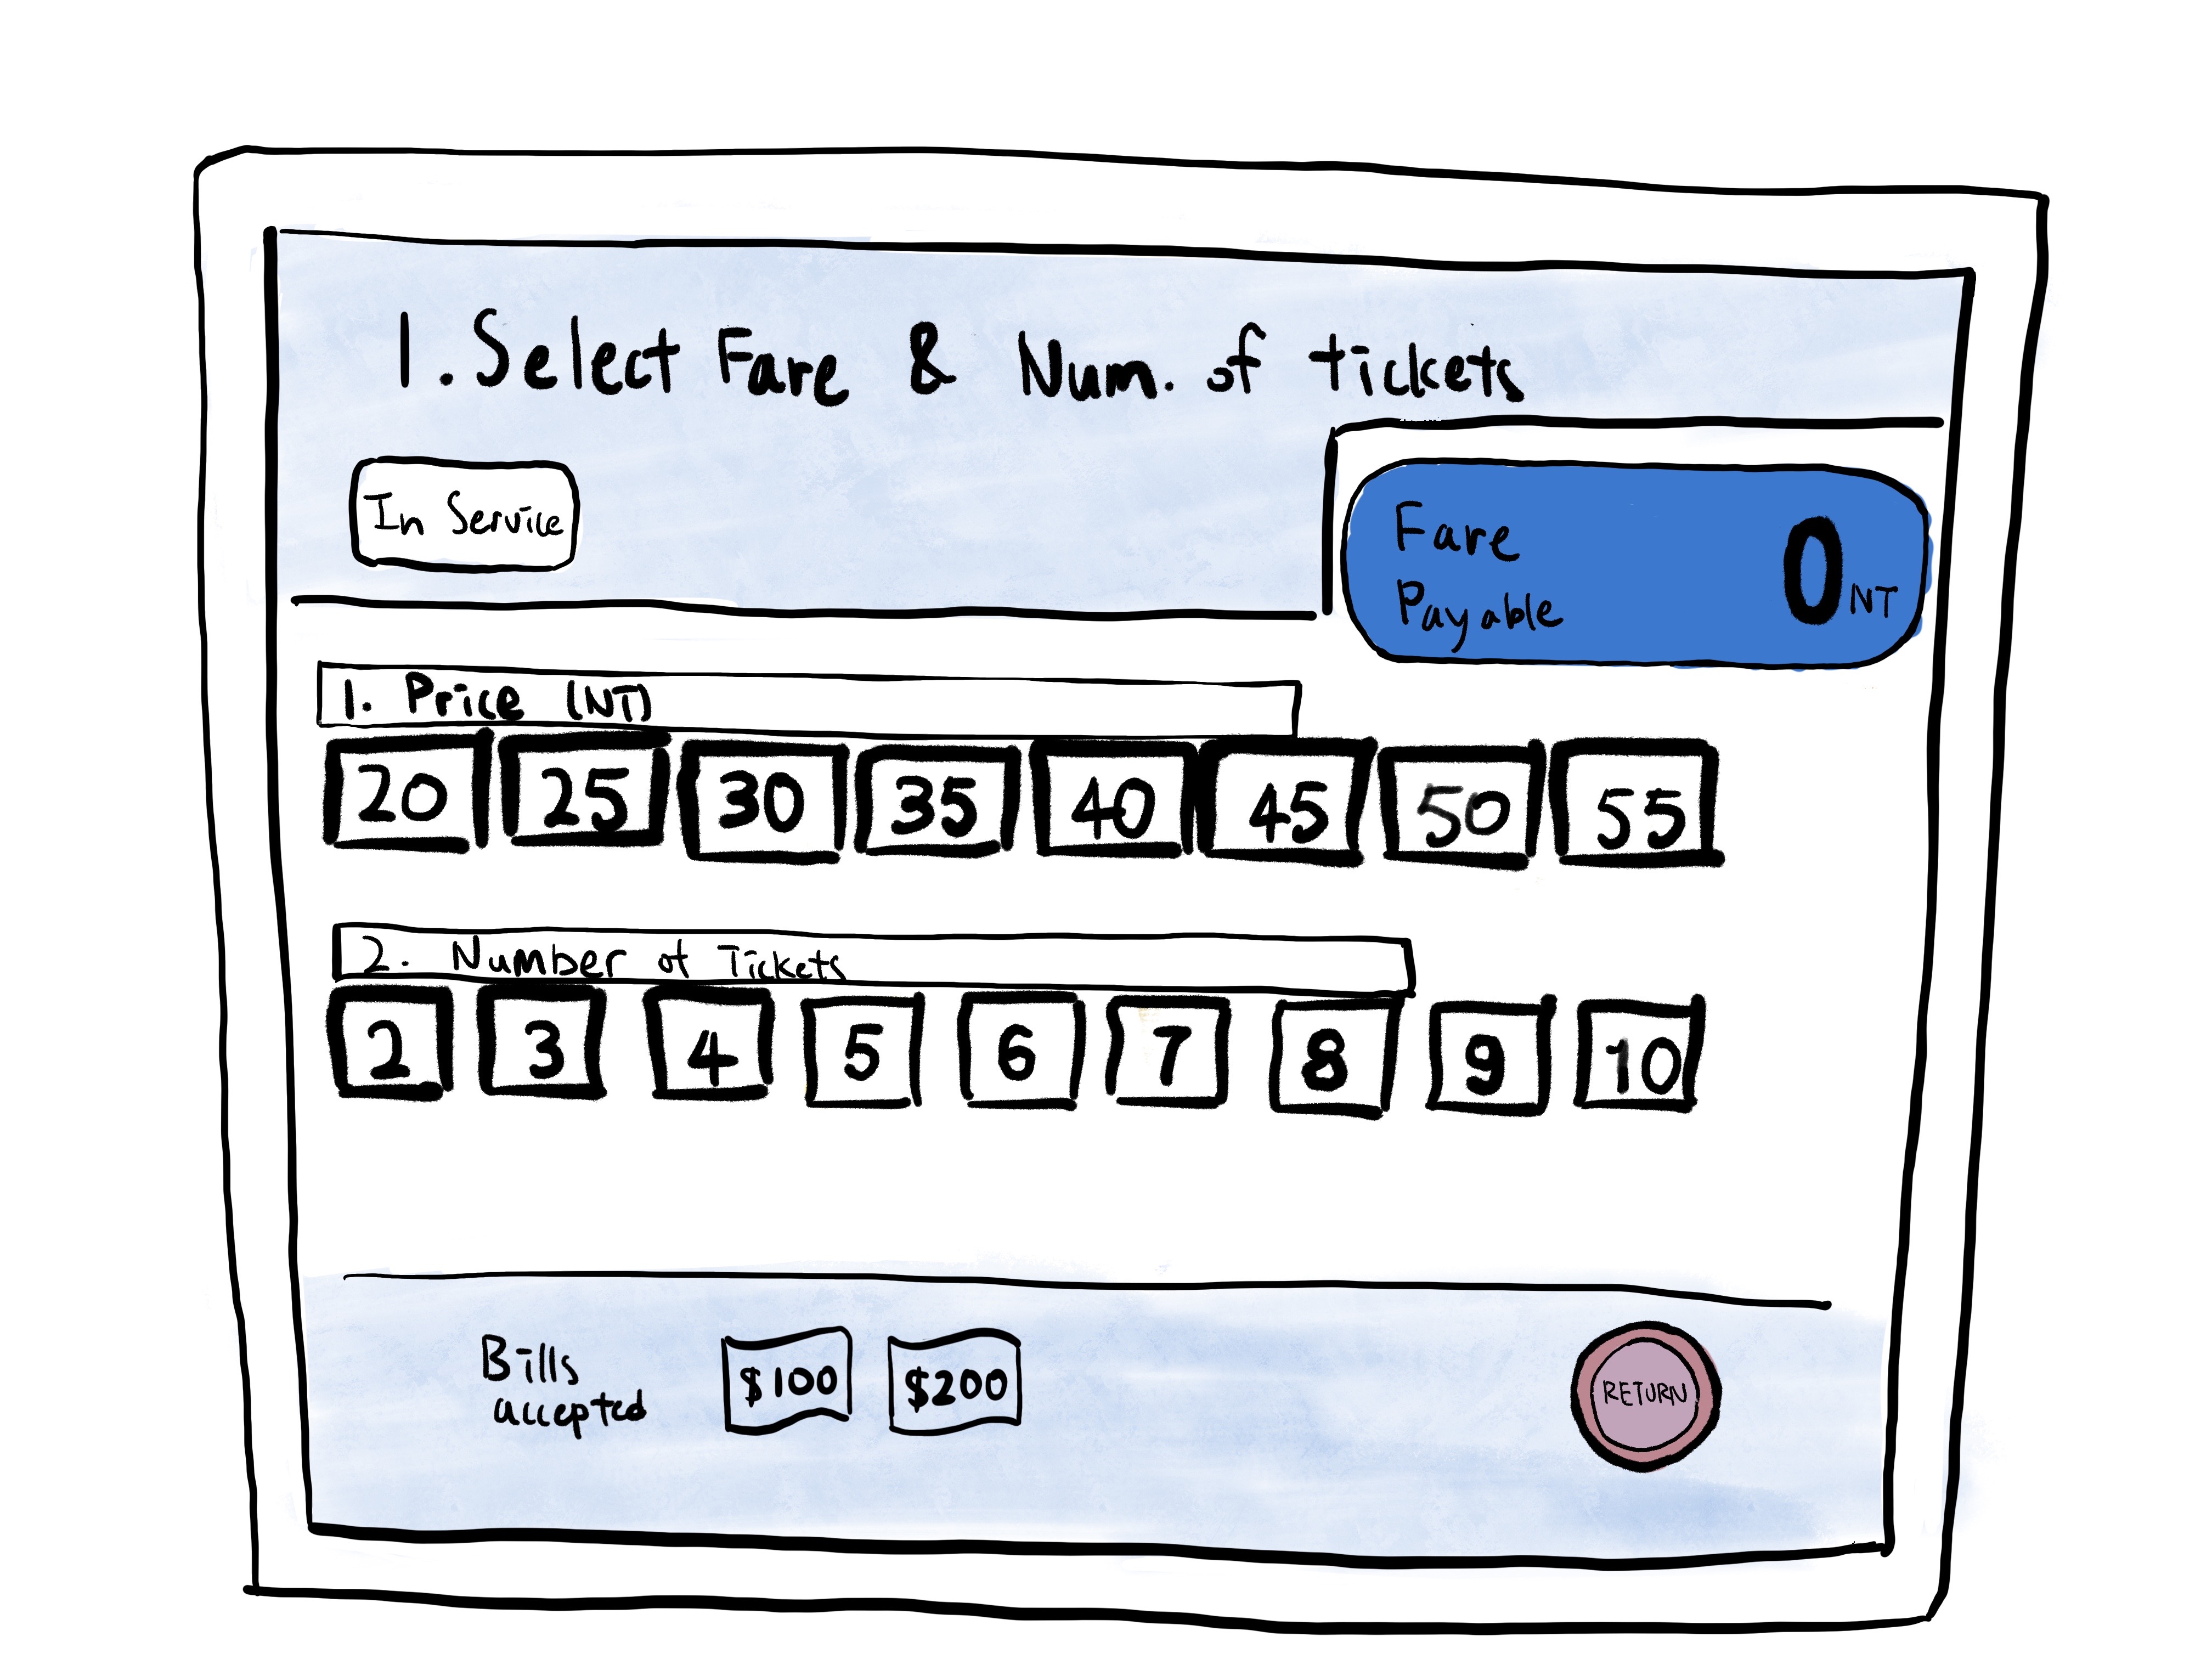 1. Select Fare & Num. of tickets
In Service
Fare
Payable
0 NT
1. Price (NT)
20 25 30 35 40 45 50 55
2. Number of Tickets
2 3 4 5 6 7 8 9 10
Bills
accepted
$100 $200
RETURN